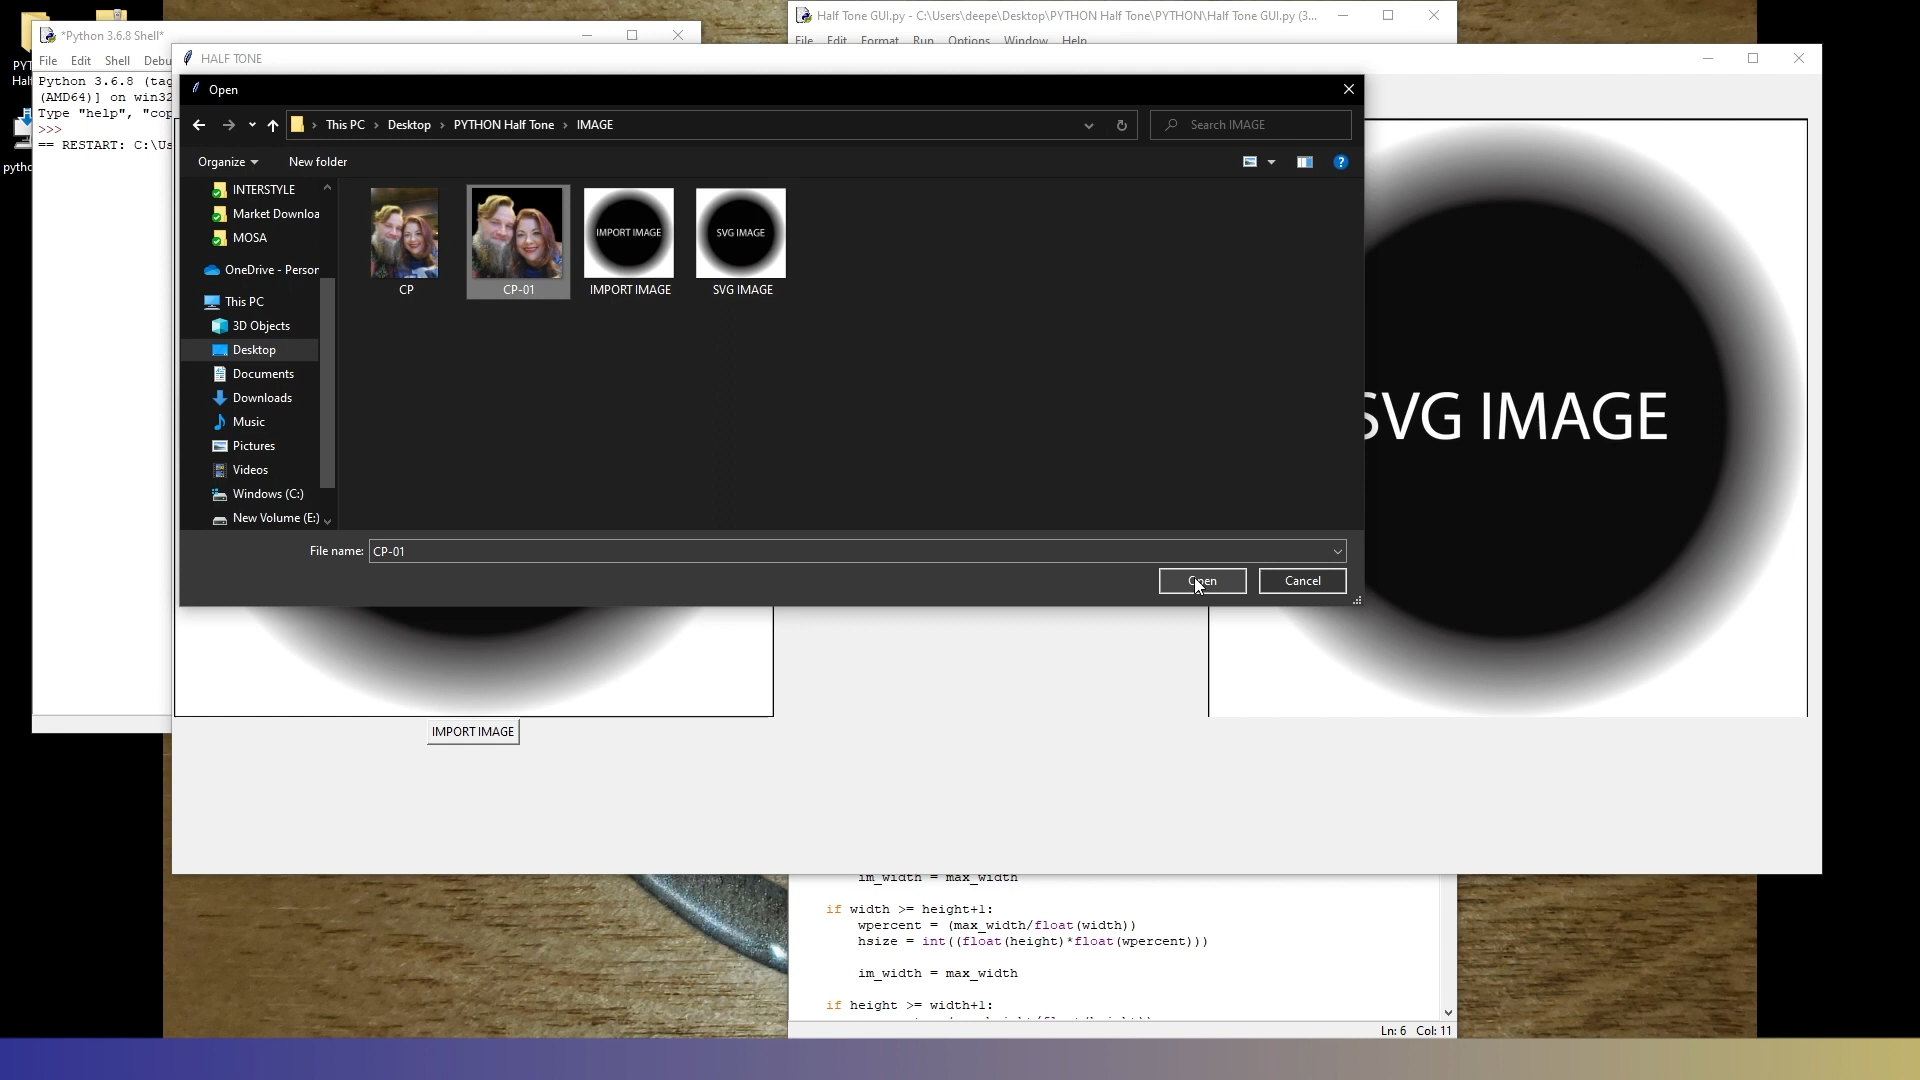 *Python 3.6.8 Shell*
File Edit Shell Debu
Python 3.6.8 (tag
(AMD64)] on win32
Type "help", "cop
>>>
== RESTART: C:\Us
Half Tone GUI.py - C:\Users\deepe\Desktop\PYTHON Half Tone\PYTHON\Half Tone GUI.py (3...
File Edit Format Run Options Window Help
HALF TONE
Open
This PC > Desktop > PYTHON Half Tone > IMAGE
Search IMAGE
Organize
New folder
INTERSTYLE
Market Downloa
MOSA
OneDrive - Person
This PC
3D Objects
Desktop
Documents
Downloads
Music
Pictures
Videos
Windows (C:)
New Volume (E:)
IMPORT IMAGE
SVG IMAGE
CP
CP-01
IMPORT IMAGE
SVG IMAGE
File name:
CP-01
Open
Cancel
SVG IMAGE
IMPORT IMAGE
im_width = max_width
if width >= height+1:
wpercent = (max_width/float(width))
hsize = int((float(height)*float(wpercent)))
im_width = max_width
if height >= width+1:
Ln: 6 Col: 11
PY
Hal
pytho